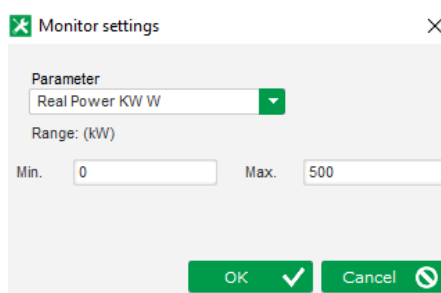 Monitor settings
Parameter
Real Power KW W
Range: (kW)
Min. 0 Max. 500
OK Cancel